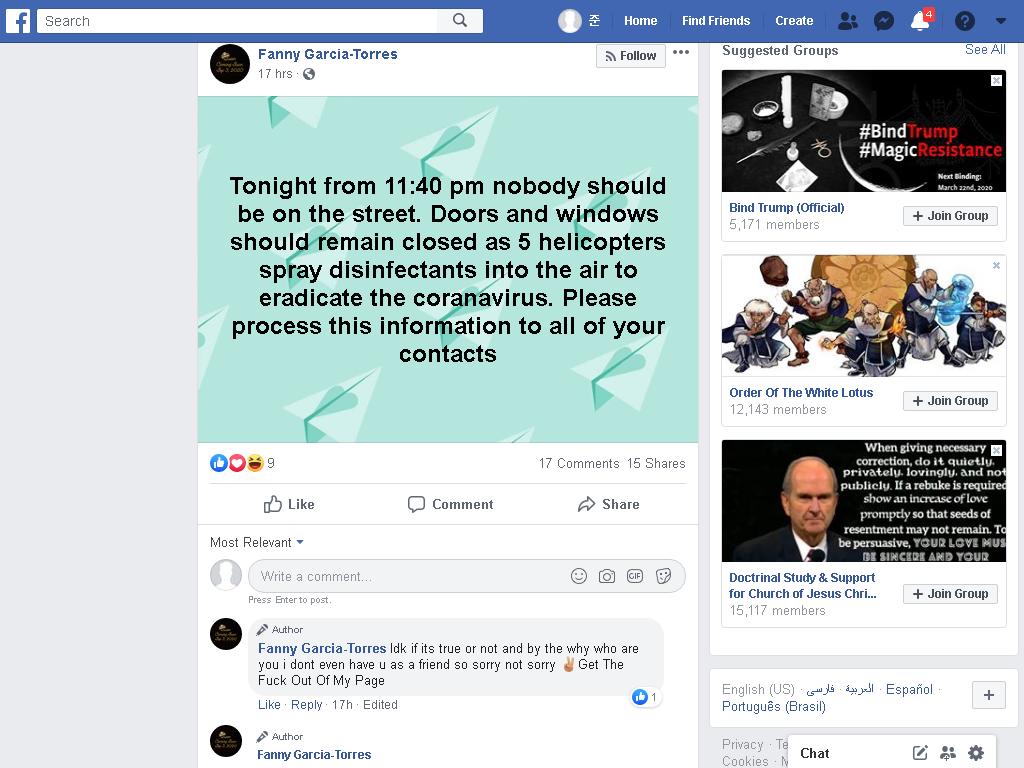 Search
준
Home
Find Friends
Create
4
Fanny Garcia-Torres
17 hrs ·
Follow
Tonight from 11:40 pm nobody should
be on the street. Doors and windows
should remain closed as 5 helicopters
spray disinfectants into the air to
eradicate the coranavirus. Please
process this information to all of your
contacts
9
17 Comments 15 Shares
Like
Comment
Share
Most Relevant
Write a comment...
GIF
Press Enter to post.
Author
Fanny Garcia-Torres Idk if its true or not and by the why who are
you i dont even have u as a friend so sorry not sorry ✌ Get The
Fuck Out Of My Page
1
Like · Reply · 17h · Edited
Author
Fanny Garcia-Torres
Suggested Groups
See All
#BindTrump
#MagicResistance
Next Binding:
March 22nd, 2020
Bind Trump (Official)
5,171 members
+ Join Group
Order Of The White Lotus
12,143 members
+ Join Group
When giving necessary
correction, do it quietly,
privately, lovingly, and not
publicly. If a rebuke is required
show an increase of love
promptly so that seeds of
resentment may not remain. To
be persuasive, YOUR LOVE MUS
BE SINCERE AND YOUR
Doctrinal Study & Support
for Church of Jesus Chri...
15,117 members
+ Join Group
English (US) · فارسی · العربية · Español ·
Português (Brasil)
Privacy · Te
Cookies ·
Chat